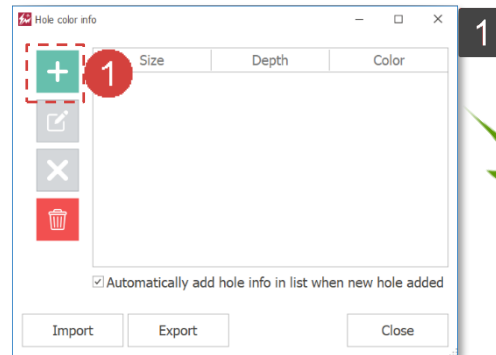 Hole color info
1
Size Depth Color
1
Automatically add hole info in list when new hole added
Import Export Close